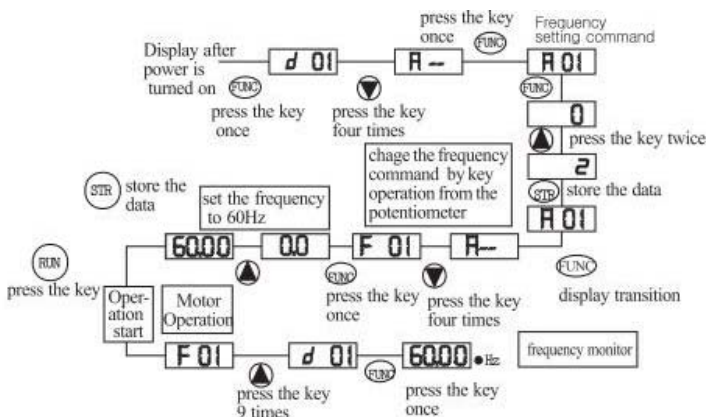 press the key
once
FUNC
Frequency
setting command
Display after
power is
turned on
d 01
A --
A 01
FUNC
press the key
once
press the key
four times
FUNC
0
press the key twice
2
chage the frequency
command by key
operation from the
potentiometer
STR
store the
data
set the frequency
to 60Hz
STR
store the data
A 01
60.00
0.0
F 01
A--
RUN
press the key
FUNC
press the key
once
press the key
four times
FUNC
display transition
Oper-
ation
start
Motor
Operation
F 01
d 01
60.00
Hz
frequency monitor
press the key
9 times
FUNC
press the key
once